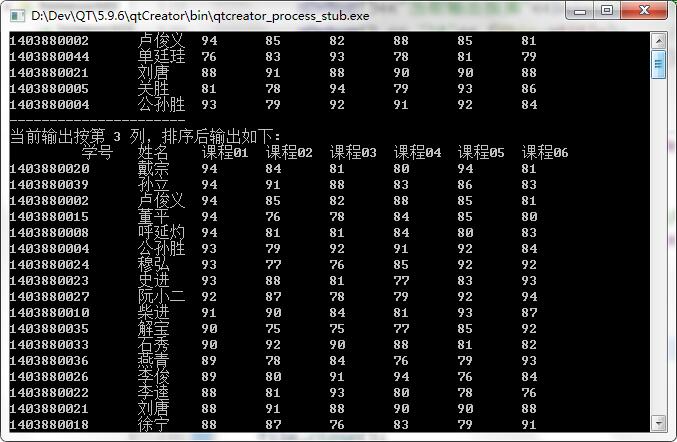 D:\Dev\QT\5.9.6\qtCreator\bin\qtcreator_process_stub.exe
1403880002 卢俊义 94 85 82 88 85 81
1403880044 单廷珪 76 83 93 78 81 79
1403880021 刘唐 88 91 88 90 90 88
1403880005 关胜 81 78 94 79 93 86
1403880004 公孙胜 93 79 92 91 92 84
----------------------
当前输出按第 3 列，排序后输出如下：
学号 姓名 课程01 课程02 课程03 课程04 课程05 课程06
1403880020 戴宗 94 84 81 80 94 81
1403880039 孙立 94 91 88 83 86 83
1403880002 卢俊义 94 85 82 88 85 81
1403880015 董平 94 76 78 84 85 80
1403880008 呼延灼 94 81 81 84 80 83
1403880004 公孙胜 93 79 92 91 92 84
1403880024 穆弘 93 77 76 85 92 92
1403880023 史进 93 88 81 77 83 93
1403880027 阮小二 92 87 78 79 92 94
1403880010 柴进 91 90 84 81 93 87
1403880035 解宝 90 75 75 77 85 92
1403880033 石秀 90 92 90 88 81 82
1403880036 燕青 89 78 84 76 79 93
1403880026 李俊 89 80 91 94 76 84
1403880022 李逵 88 81 93 80 78 76
1403880021 刘唐 88 91 88 90 90 88
1403880018 徐宁 88 87 76 83 79 91